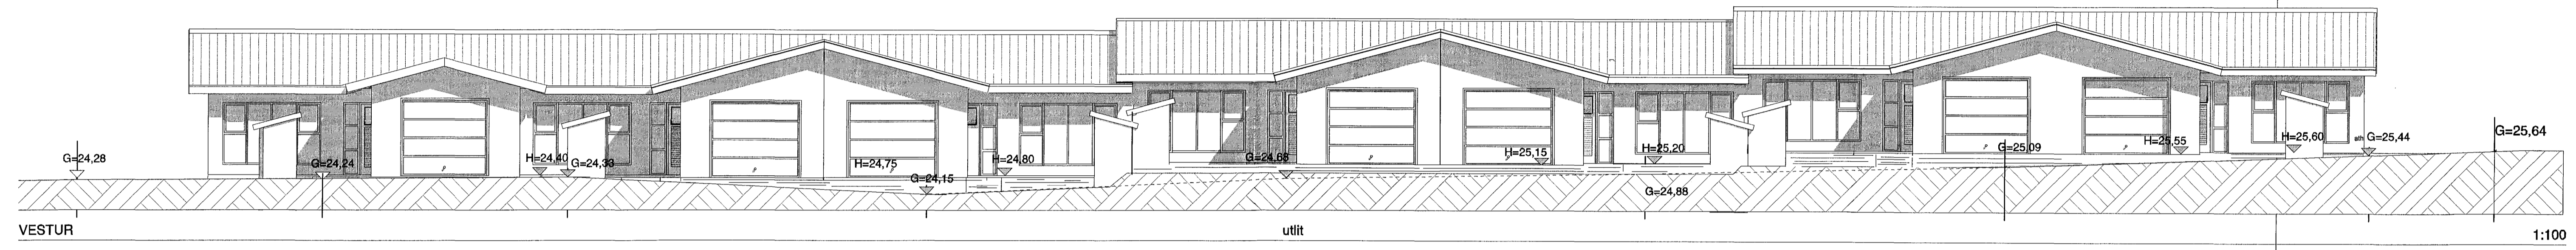 G=24,28
G=24,24
H=24,40
G=24,33
H=24,75
G=24,15
H=24,80
G=24,68
H=25,15
H=25,20
G=24,88
G=25,09
H=25,55
H=25,60
ath G=25,44
G=25,64
VESTUR
utlit
1:100